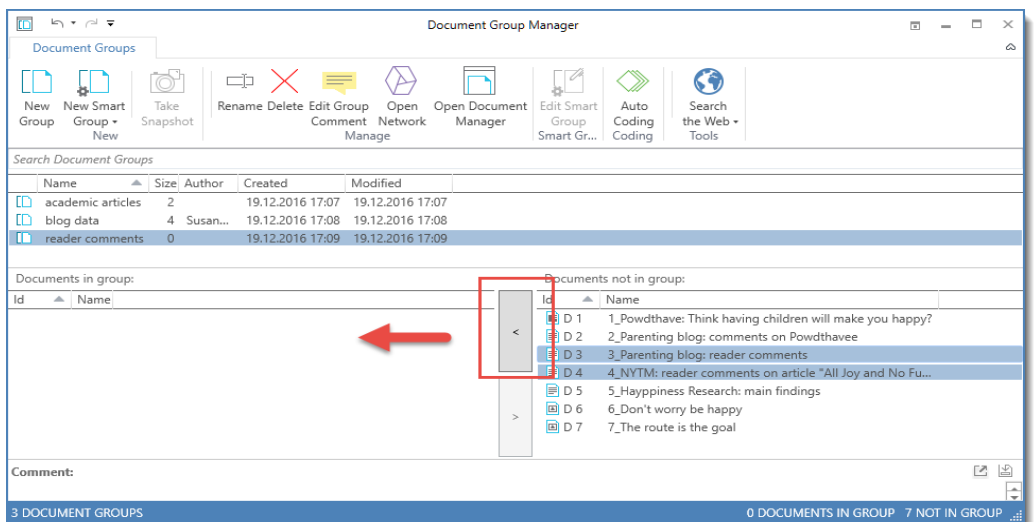 Document Group Manager
Document Groups
New Group
New Smart Group
Take Snapshot
Rename
Delete
Edit Group Comment
Open Network
Open Document Manager
Edit Smart Group
Auto Coding
Search the Web
New
Manage
Smart Gr...
Coding
Tools
Search Document Groups
Name Size Author Created Modified
academic articles 2 19.12.2016 17:07 19.12.2016 17:07
blog data 4 Susan... 19.12.2016 17:08 19.12.2016 17:08
reader comments 0 19.12.2016 17:09 19.12.2016 17:09
Documents in group:
Id Name
<
>
Documents not in group:
Id Name
D 1 1_Powdthave: Think having children will make you happy?
D 2 2_Parenting blog: comments on Powdthavee
D 3 3_Parenting blog: reader comments
D 4 4_NYTM: reader comments on article "All Joy and No Fu...
D 5 5_Hayppiness Research: main findings
D 6 6_Don't worry be happy
D 7 7_The route is the goal
Comment:
3 DOCUMENT GROUPS
0 DOCUMENTS IN GROUP 7 NOT IN GROUP